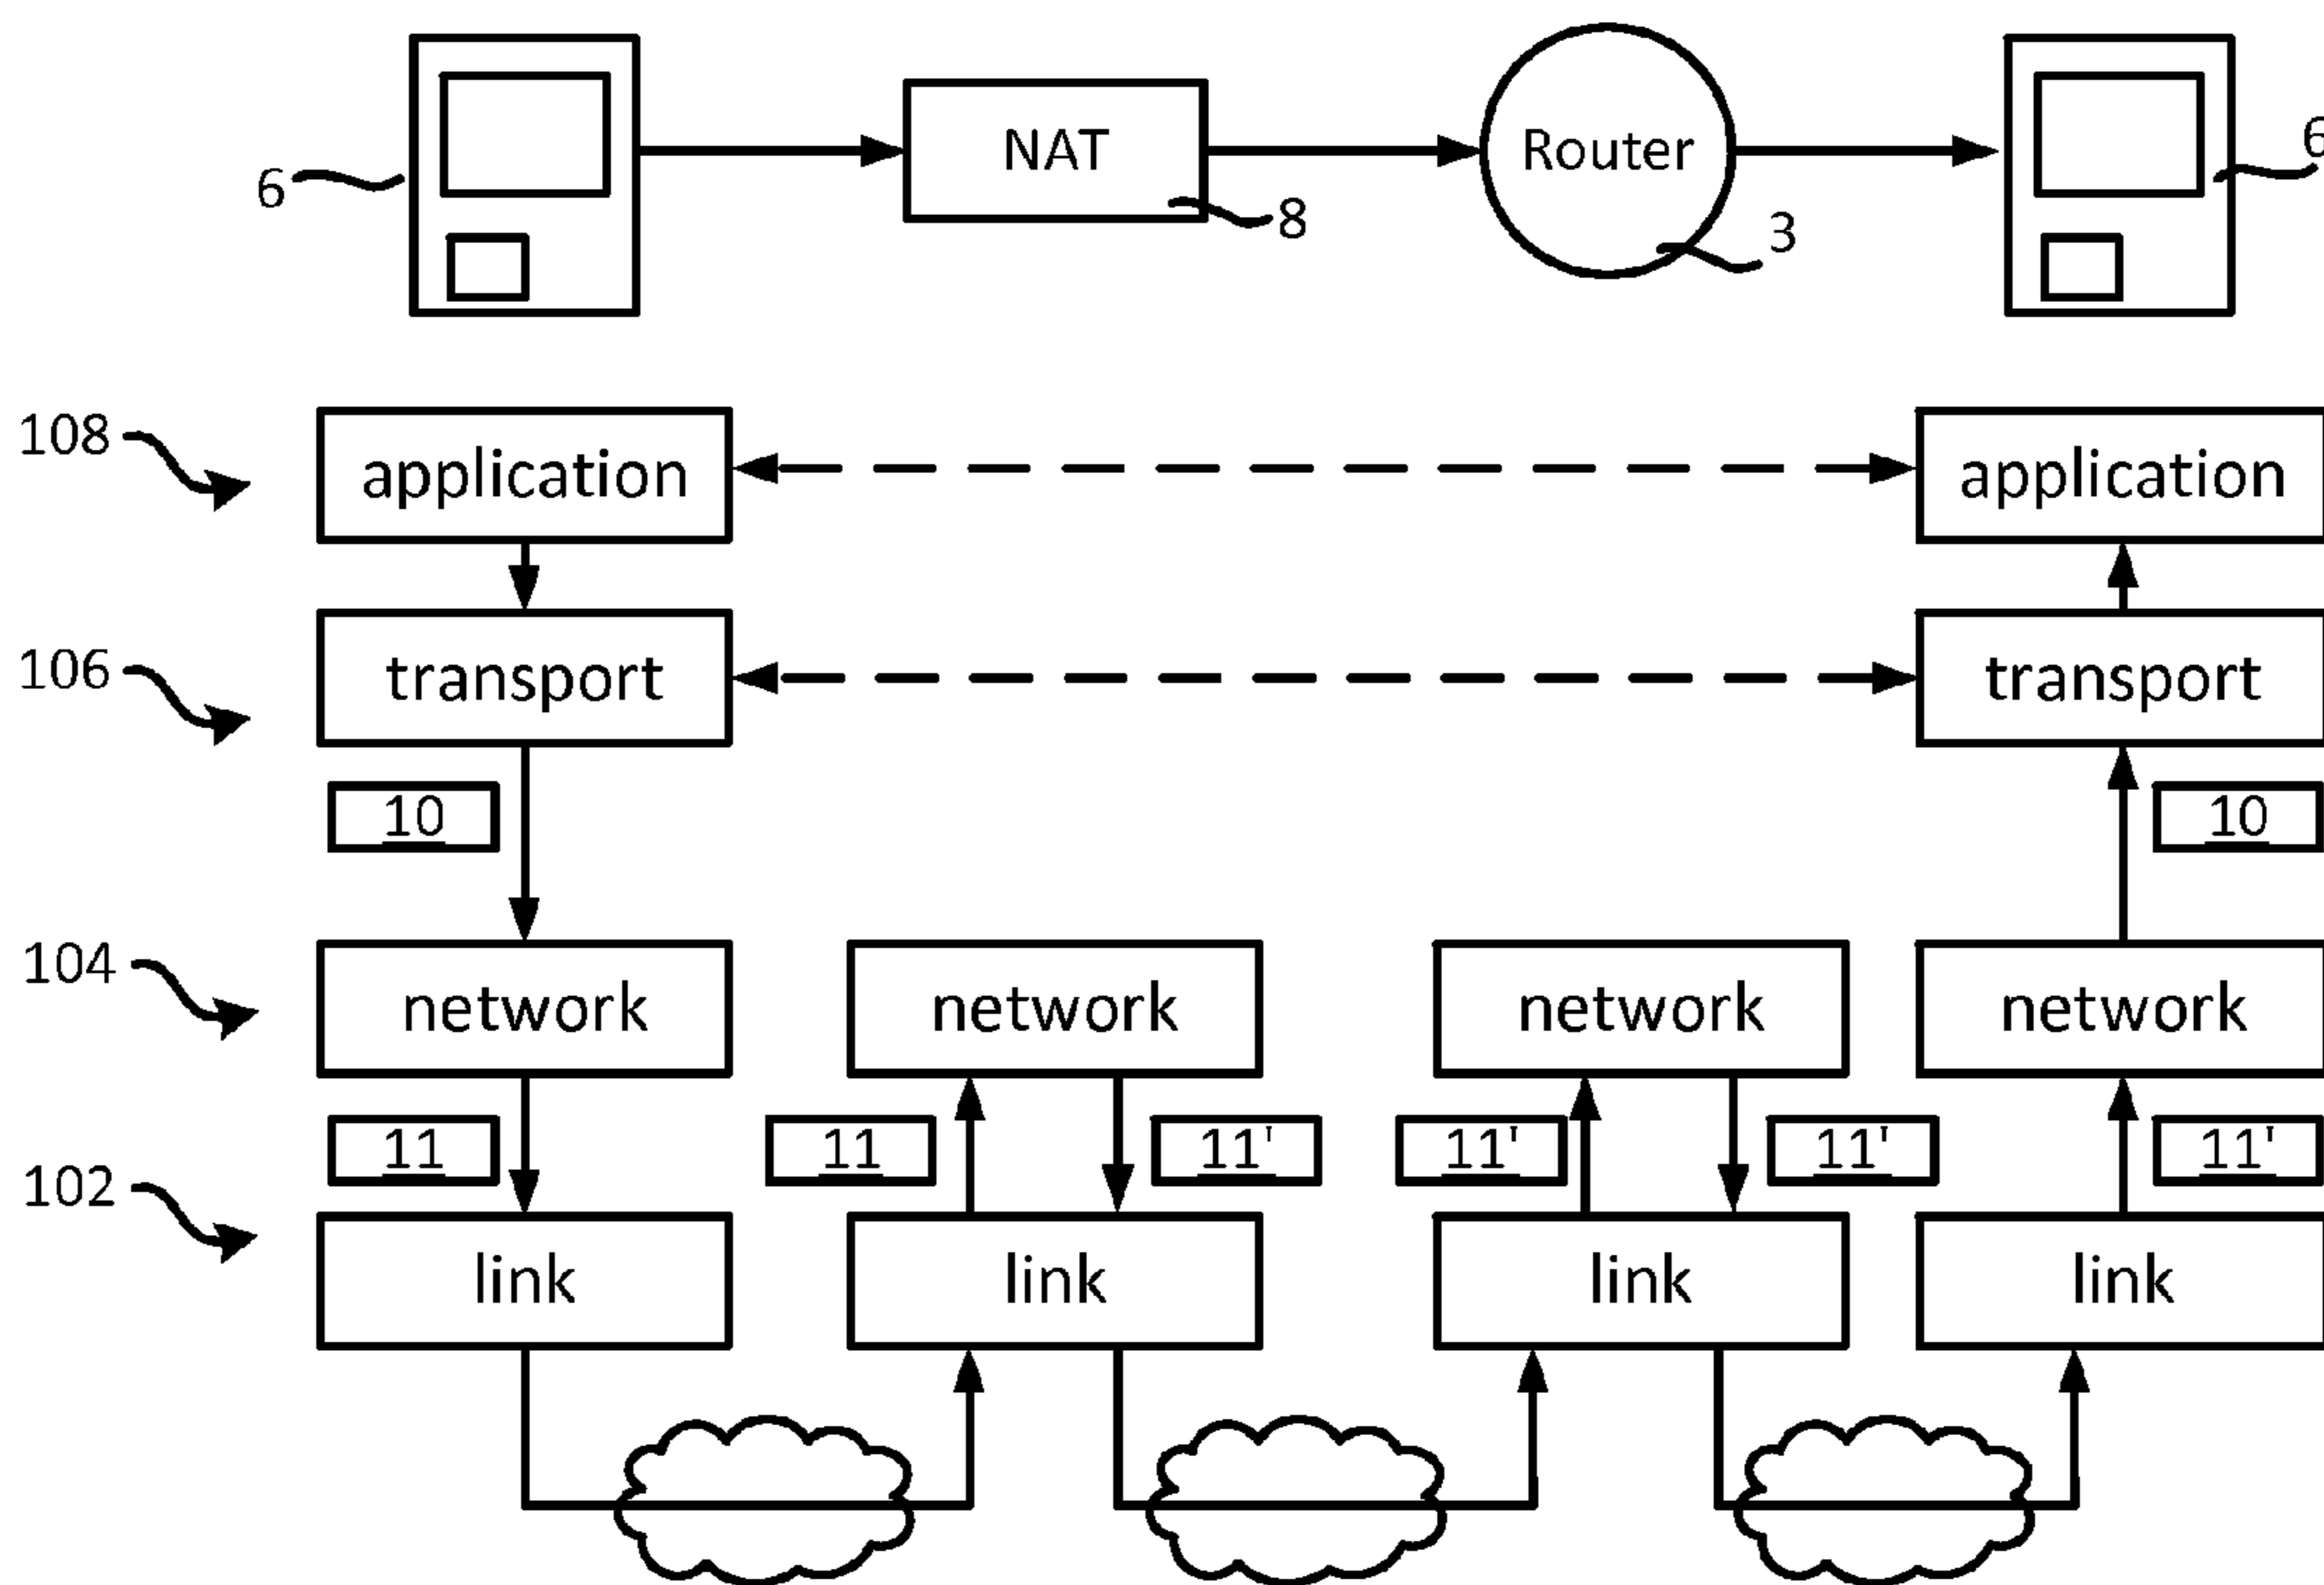 NAT
Router
6
6
8
3
108
application
application
106
transport
transport
10
10
104
network
network
network
network
11
11
11'
11'
11'
11'
102
link
link
link
link